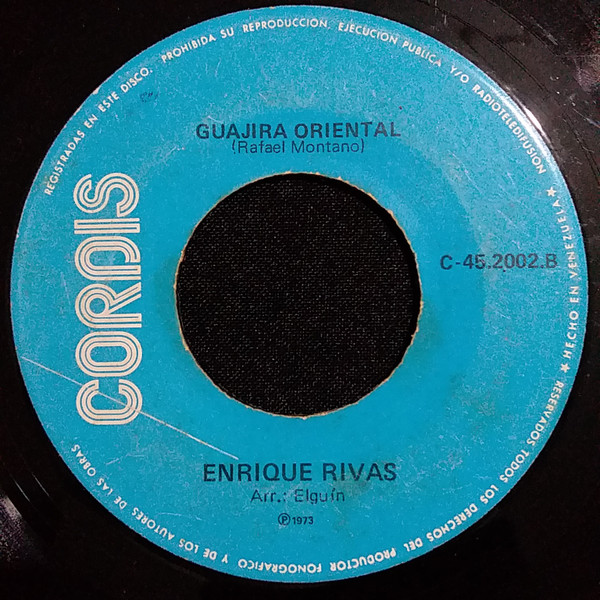 GUAJIRA ORIENTAL
(Rafael Montano)
CORDIS
C-45.2002.B
ENRIQUE RIVAS
Arr.: Elguín
℗ 1973
★ HECHO EN VENEZUELA ★ RESERVADOS TODOS LOS DERECHOS DEL PRODUCTOR FONOGRAFICO Y DE LOS AUTORES DE LAS OBRAS REGISTRADAS EN ESTE DISCO. PROHIBIDA SU REPRODUCCION, EJECUCION PUBLICA Y/O RADIOTELEDIFUSION